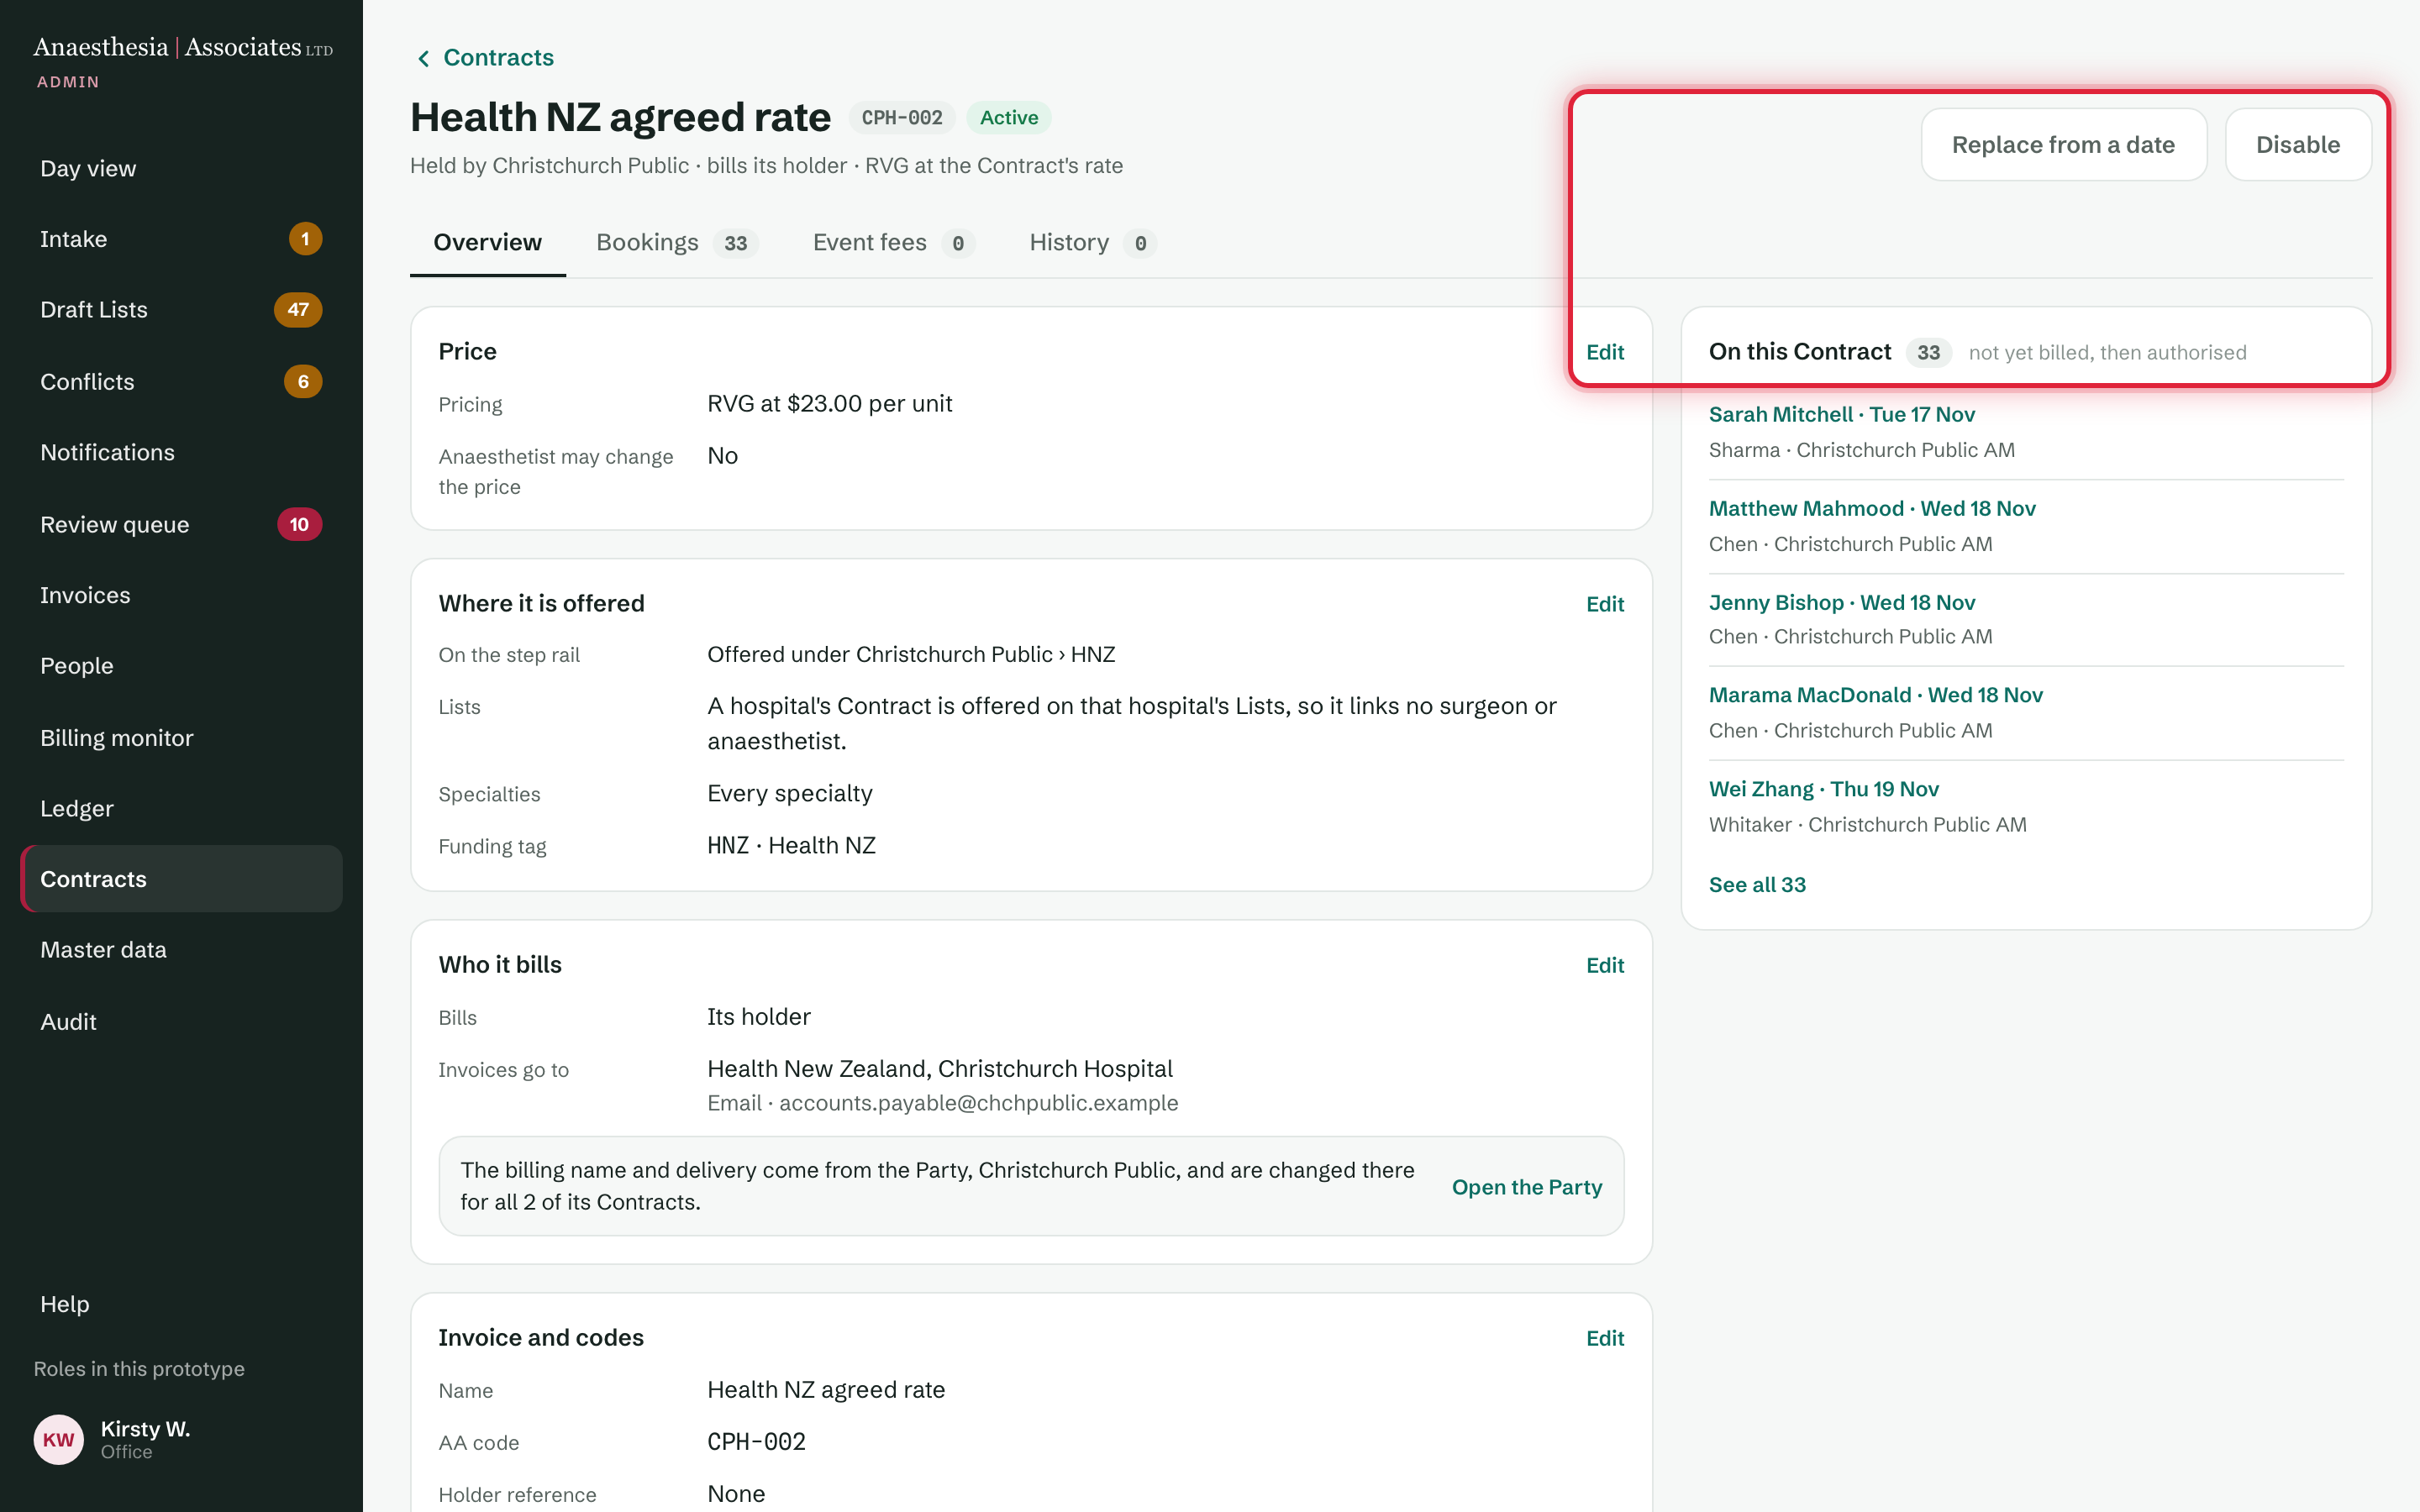 Anaesthesia | Associates LTD
ADMIN
Day view
Intake 1
Draft Lists 47
Conflicts 6
Notifications
Review queue 10
Invoices
People
Billing monitor
Ledger
Contracts
Master data
Audit
Help
Roles in this prototype
KW
Kirsty W.
Office
Contracts
Health NZ agreed rate CPH-002 Active
Held by Christchurch Public · bills its holder · RVG at the Contract's rate
Replace from a date
Disable
Overview Bookings 33 Event fees 0 History 0
Price Edit
Pricing RVG at $23.00 per unit
Anaesthetist may change No
the price
Where it is offered Edit
On the step rail Offered under Christchurch Public › HNZ
Lists A hospital's Contract is offered on that hospital's Lists, so it links no surgeon or
anaesthetist.
Specialties Every specialty
Funding tag HNZ · Health NZ
Who it bills Edit
Bills Its holder
Invoices go to Health New Zealand, Christchurch Hospital
Email · accounts.payable@chchpublic.example
The billing name and delivery come from the Party, Christchurch Public, and are changed there
for all 2 of its Contracts.
Open the Party
Invoice and codes Edit
Name Health NZ agreed rate
AA code CPH-002
Holder reference None
On this Contract 33 not yet billed, then authorised
Sarah Mitchell · Tue 17 Nov
Sharma · Christchurch Public AM
Matthew Mahmood · Wed 18 Nov
Chen · Christchurch Public AM
Jenny Bishop · Wed 18 Nov
Chen · Christchurch Public AM
Marama MacDonald · Wed 18 Nov
Chen · Christchurch Public AM
Wei Zhang · Thu 19 Nov
Whitaker · Christchurch Public AM
See all 33